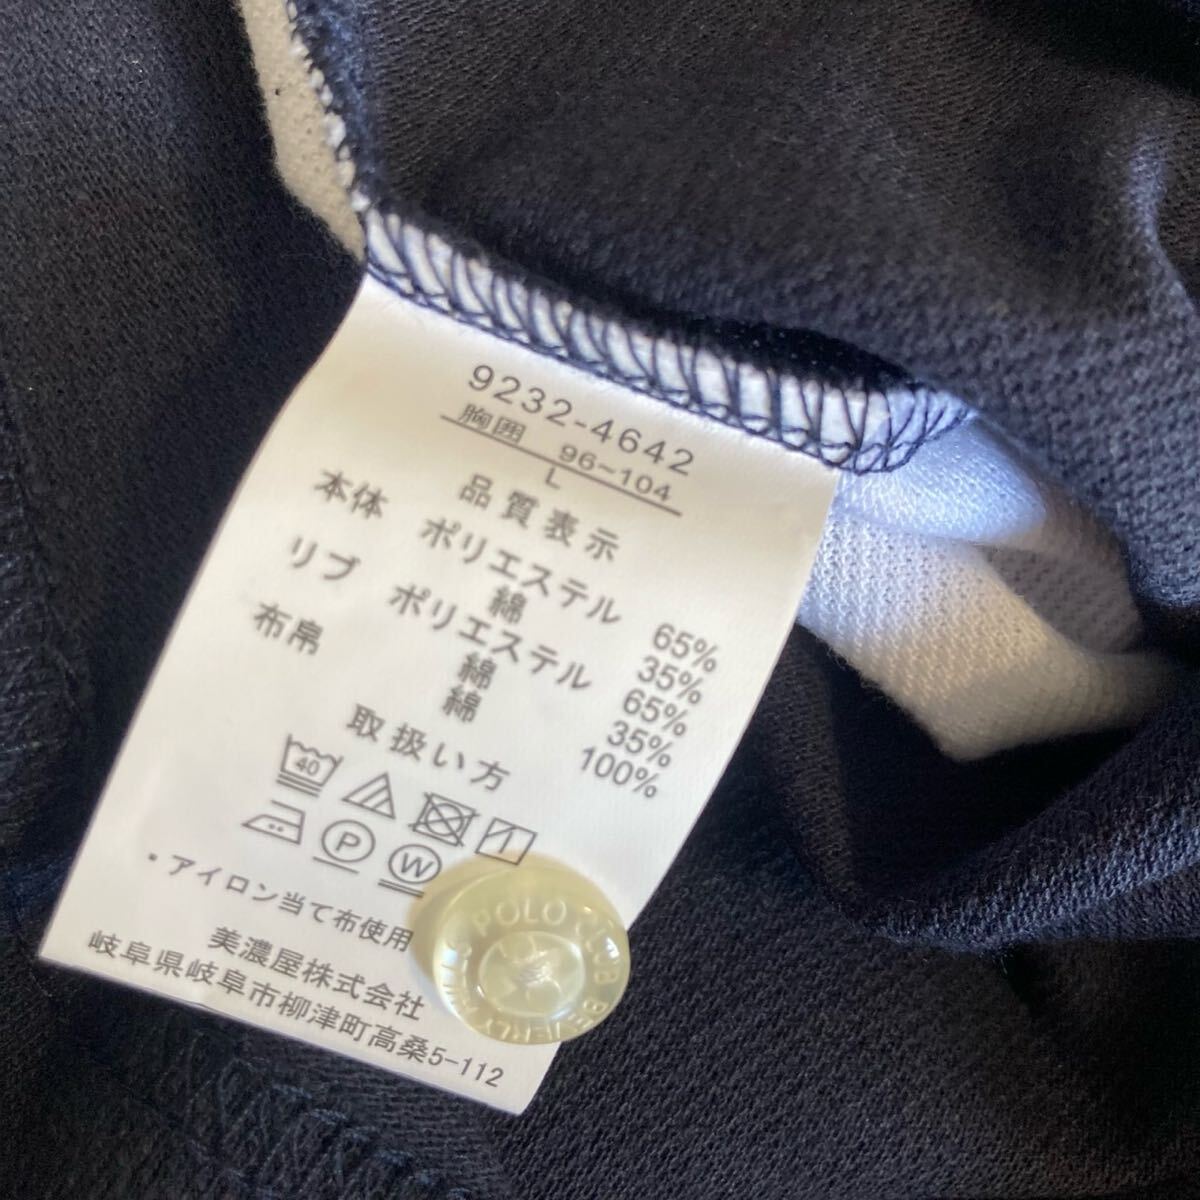 9232-4642
胸囲 96~104
L
品質表示
本体 ポリエステル 65%
綿 35%
リブ ポリエステル 65%
綿 35%
布帛 綿 100%
取扱い方
40
P W
・アイロン当て布使用
美濃屋株式会社
岐阜県岐阜市柳津町高桑5-112
POLO CLUB BEVERLY HILLS